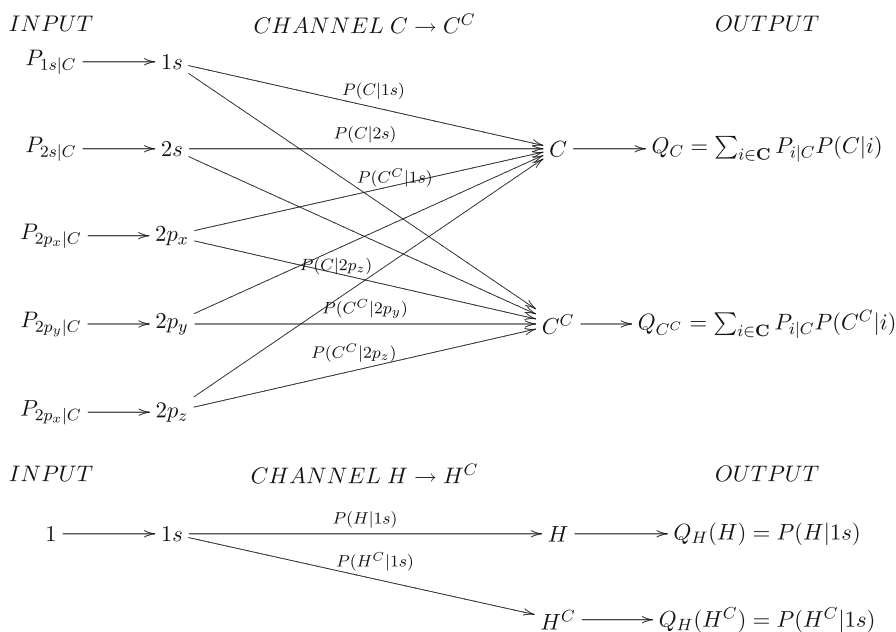 INPUT CHANNEL C → C^C OUTPUT
P_{1s|C} 1s
P(C|1s)
P(C|2s)
P_{2s|C} 2s C Q_C = ∑_{i∈C} P_{i|C}P(C|i)
P(C^C|1s)
P_{2p_x|C} 2p_x
P(C|2p_z)
P(C^C|2p_y)
P_{2p_y|C} 2p_y C^C Q_{C^C} = ∑_{i∈C} P_{i|C}P(C^C|i)
P(C^C|2p_z)
P_{2p_x|C} 2p_z
INPUT CHANNEL H → H^C OUTPUT
P(H|1s)
1 1s H Q_H(H) = P(H|1s)
P(H^C|1s)
H^C Q_H(H^C) = P(H^C|1s)